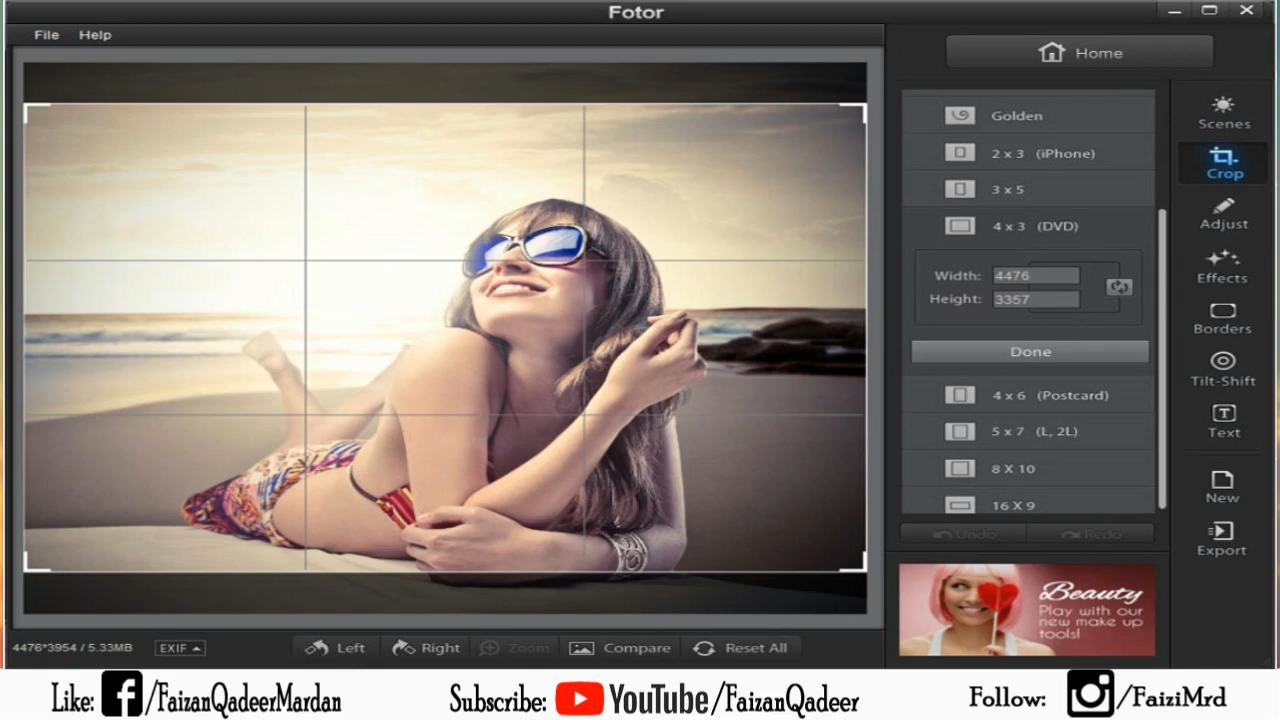 Fotor
File Help
Home
Golden
2 x 3 (iPhone)
3 x 5
4 x 3 (DVD)
Width: 4476
Height: 3357
Done
4 x 6 (Postcard)
5 x 7 (L, 2L)
8 X 10
16 X 9
Undo Redo
Scenes
Crop
Adjust
Effects
Borders
Tilt-Shift
T
Text
New
Export
Beauty
Play with our
new make up
tools!
4476*3954 / 5.33MB EXIF Left Right Zoom Compare Reset All
Like: f/FaizanQadeerMardan Subscribe: YouTube/FaizanQadeer Follow: /FaiziMrd